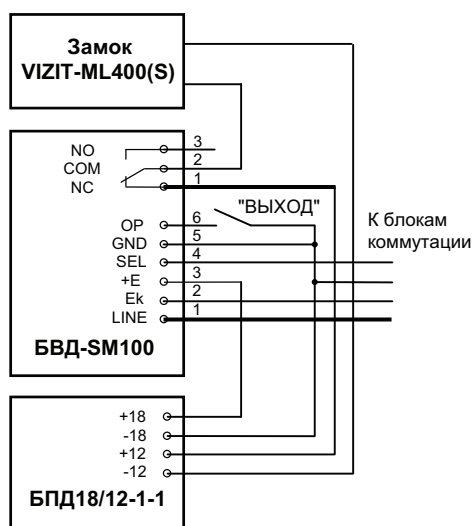 Замок
VIZIT-ML400(S)
NO 3
COM 2
NC 1
OP 6 "ВЫХОД"
GND 5
SEL 4
+E 3
Ek 2
LINE 1
К блокам
коммутации
БВД-SM100
+18
-18
+12
-12
БПД18/12-1-1